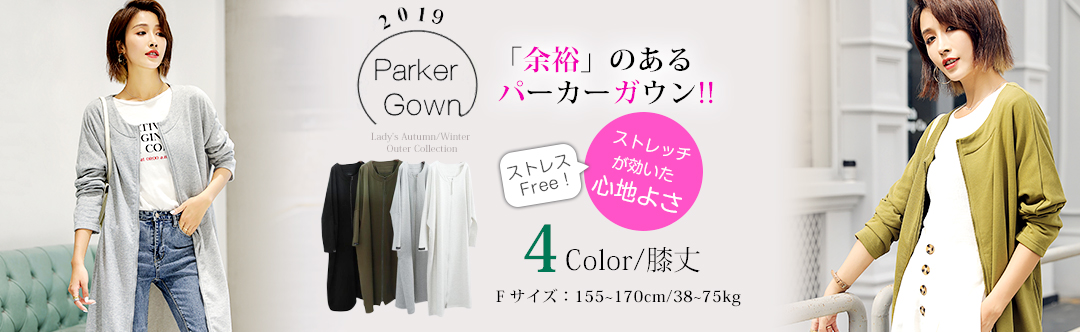 2019
Parker
Gown
Lady's Autumn/Winter
Outer Collection
「余裕」のある
パーカーガウン!!
ストレス
Free！
ストレッチ
が効いた
心地よさ
4 Color/膝丈
Fサイズ：155~170cm/38~75kg